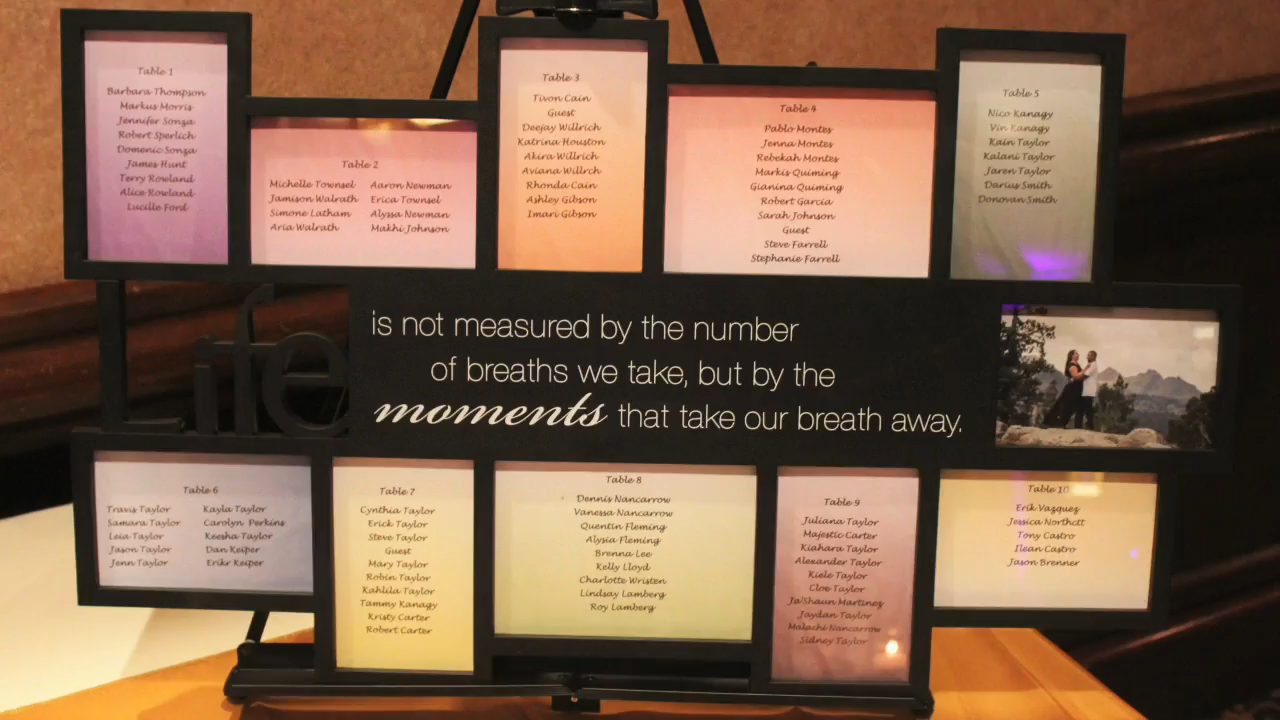 Table 1
Barbara Thompson
Markus Morris
Jennifer Sonza
Robert Sperlich
Domenic Sonza
James Hunt
Terry Rowland
Alice Rowland
Lucille Ford
Table 2
Michelle Townsel Aaron Newman
Jamison Walrath Erica Townsel
Simone Latham Alyssa Newman
Aria Walrath Makhi Johnson
Table 3
Tivon Cain
Guest
Deejay Willrich
Katrina Houston
Akira Willrich
Aviana Willrch
Rhonda Cain
Ashley Gibson
Imari Gibson
Table 4
Pablo Montes
Jenna Montes
Rebekah Montes
Markis Quiming
Gianina Quiming
Robert Garcia
Sarah Johnson
Guest
Steve Farrell
Stephanie Farrell
Table 5
Nico Kanagy
Vin Kanagy
Kain Taylor
Kalani Taylor
Jaren Taylor
Darius Smith
Donovan Smith
Life
is not measured by the number
of breaths we take, but by the
moments that take our breath away.
Table 6
Travis Taylor Kayla Taylor
Samara Taylor Carolyn Perkins
Leia Taylor Keesha Taylor
Jason Taylor Dan Keiper
Jenn Taylor Erikr Keiper
Table 7
Cynthia Taylor
Erick Taylor
Steve Taylor
Guest
Mary Taylor
Robin Taylor
Kahlila Taylor
Tammy Kanagy
Kristy Carter
Robert Carter
Table 8
Dennis Nancarrow
Vanessa Nancarrow
Quentin Fleming
Alysia Fleming
Brenna Lee
Kelly Lloyd
Charlotte Wristen
Lindsay Lamberg
Roy Lamberg
Table 9
Juliana Taylor
Majestic Carter
Kiahara Taylor
Alexander Taylor
Kiele Taylor
Cloe Taylor
Ja'Shaun Martinez
Jaydan Taylor
Malachi Nancarrow
Sidney Taylor
Table 10
Erik Vazquez
Jessica Northctt
Tony Castro
Ilean Castro
Jason Brenner